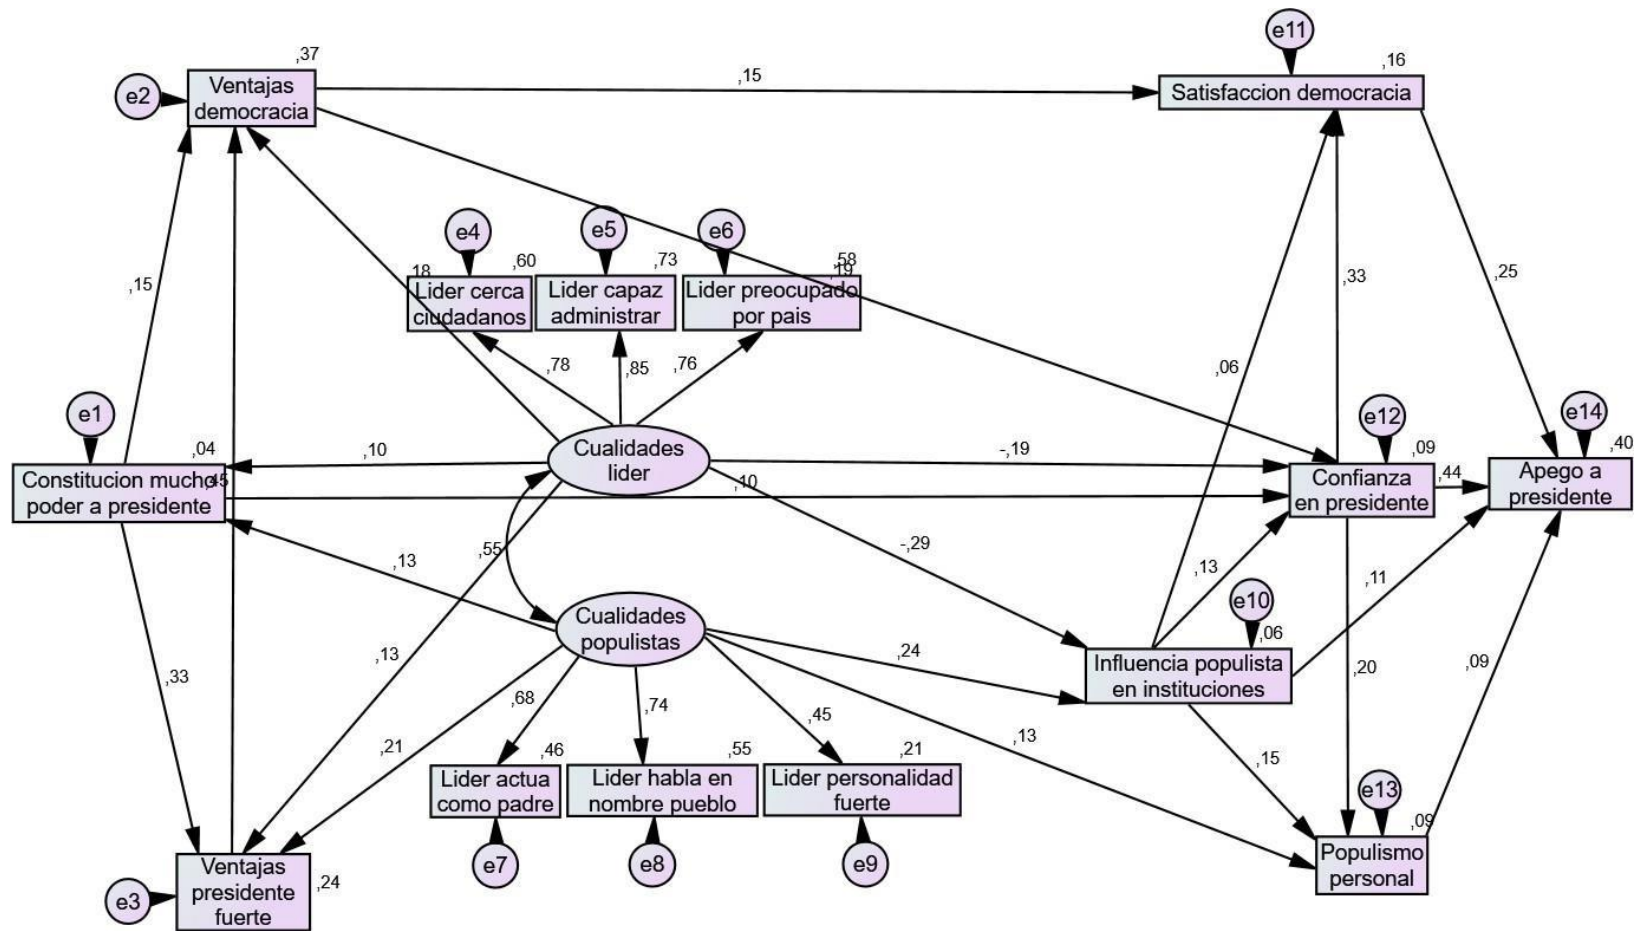 e11
,37
,16
Ventajas
democracia
e2
,15
Satisfaccion democracia
e4
e5
e6
,18
,60
,73
,58
,19
Lider cerca
ciudadanos
Lider capaz
administrar
Lider preocupado
por pais
,15
,33
,25
,78
,85
,76
,06
e1
e12
e14
,04
,10
Cualidades
lider
-,19
,09
,40
Constitucion mucho
poder a presidente
,45
,10
Confianza
en presidente
,44
Apego a
presidente
,55
-,29
,13
,13
,11
e10
Cualidades
populistas
,06
,13
,24
Influencia populista
en instituciones
,33
,20
,09
,68
,74
,45
,21
,13
,15
,46
,55
,21
Lider actua
como padre
Lider habla en
nombre pueblo
Lider personalidad
fuerte
e13
,09
Populismo
personal
e7
e8
e9
Ventajas
presidente
fuerte
,24
e3